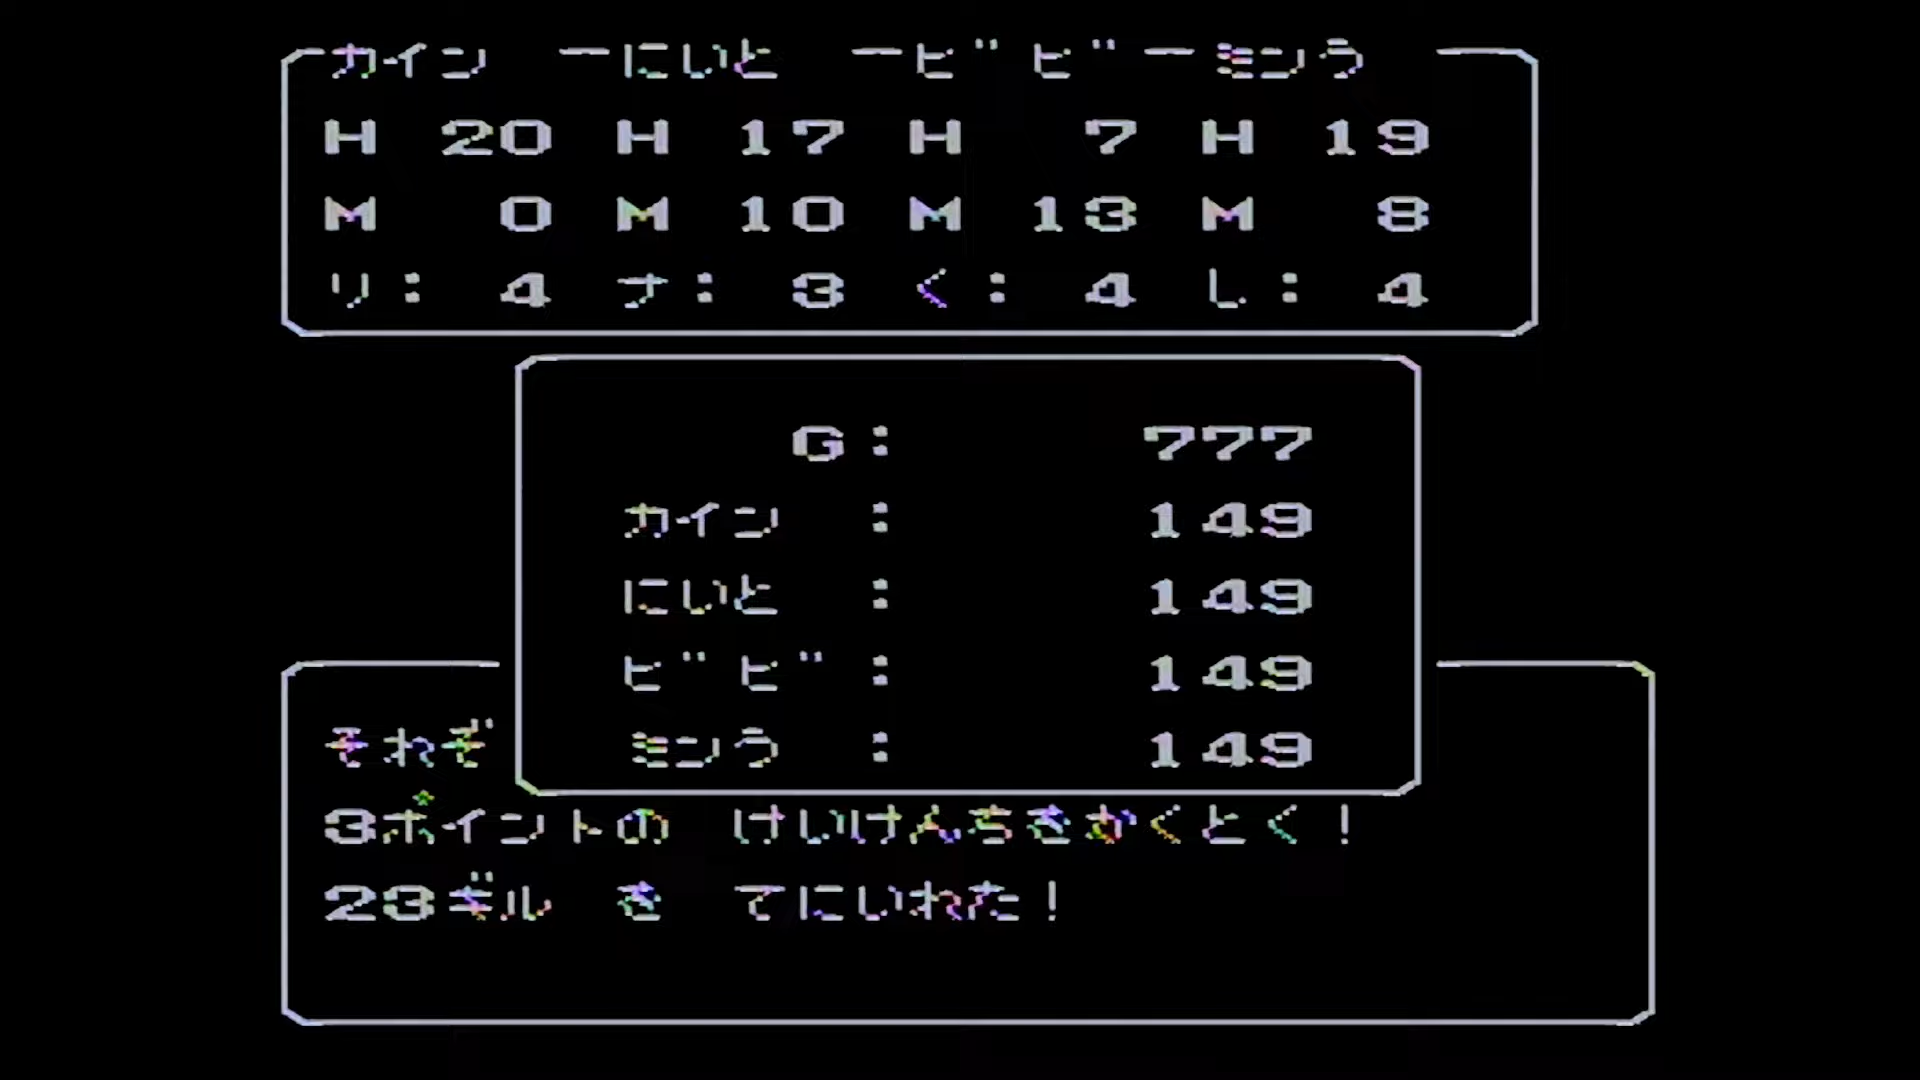 カイン にいと ビビ ミンう
H 20 H 17 H 7 H 19
M 0 M 10 M 13 M 8
り: 4 ナ: 3 く: 4 し: 4
G: 777
カイン : 149
にいと : 149
ビビ : 149
ミンう : 149
それぞ
3ポイントの けいけんちをかくとく!
23ギル を てにいれた!